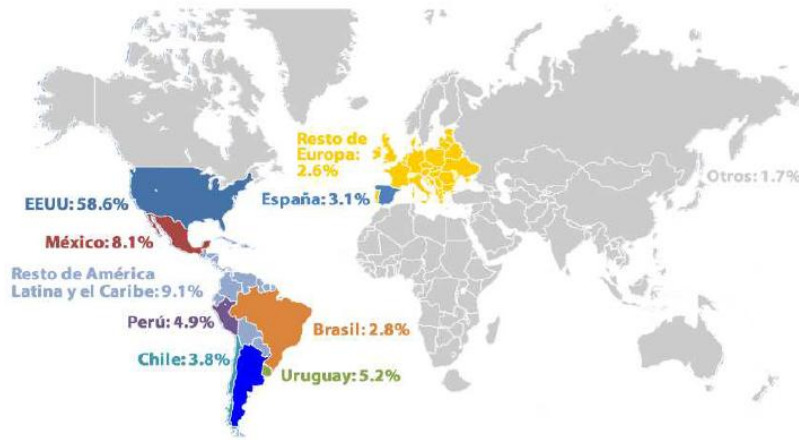 Resto de
Europa:
2.6%
Otros: 1.7%
EEUU: 58.6%
España: 3.1%
México: 8.1%
Resto de América
Latina y el Caribe: 9.1%
Perú: 4.9%
Brasil: 2.8%
Chile: 3.8%
Uruguay: 5.2%